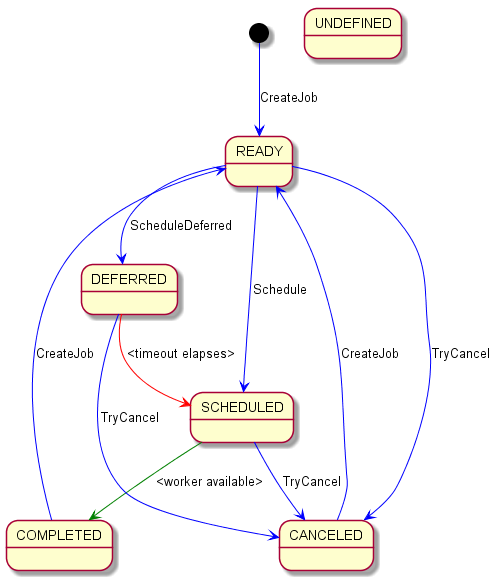 UNDEFINED
CreateJob
READY
ScheduleDeferred
DEFERRED
Schedule
<timeout elapses>
CreateJob
CreateJob
TryCancel
SCHEDULED
TryCancel
<worker available>
TryCancel
COMPLETED
CANCELED